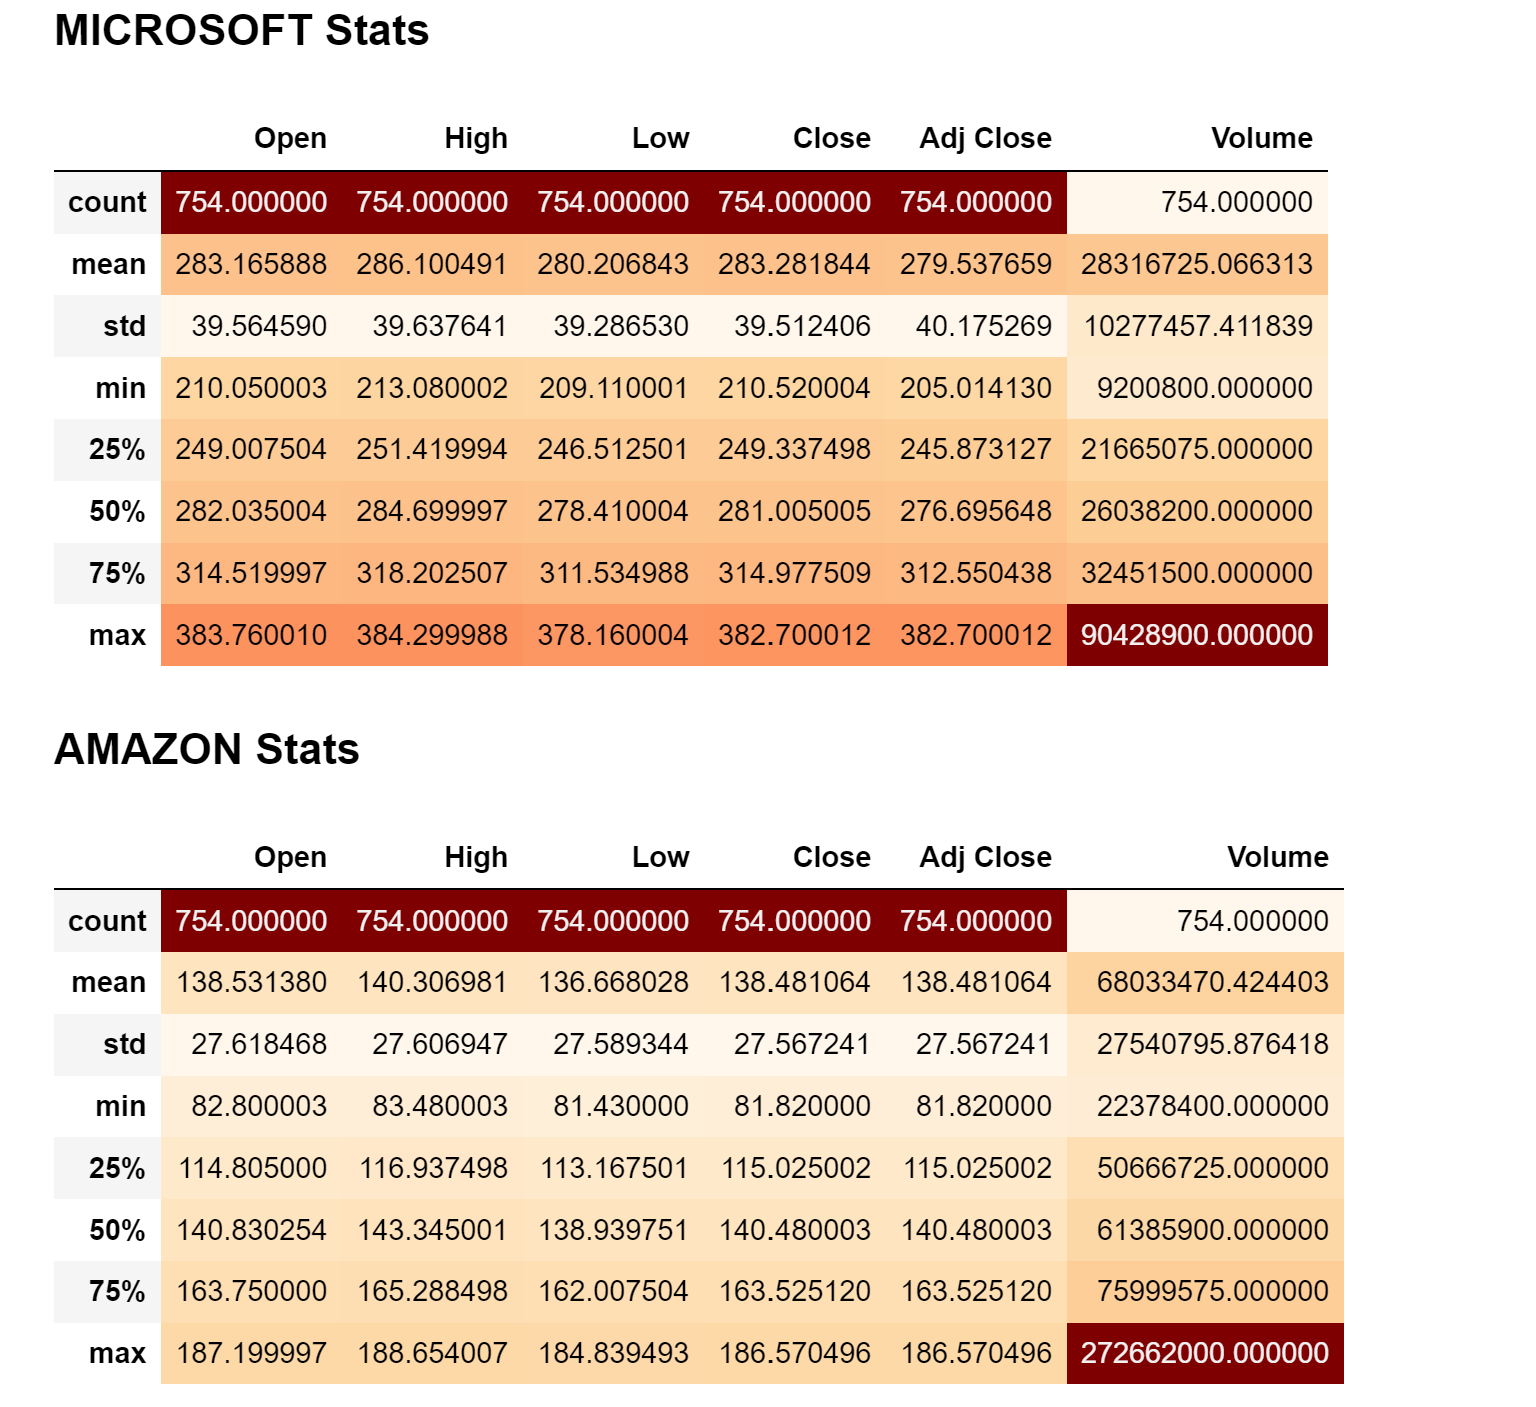 MICROSOFT Stats
Open High Low Close Adj Close Volume
count 754.000000 754.000000 754.000000 754.000000 754.000000 754.000000
mean 283.165888 286.100491 280.206843 283.281844 279.537659 28316725.066313
std 39.564590 39.637641 39.286530 39.512406 40.175269 10277457.411839
min 210.050003 213.080002 209.110001 210.520004 205.014130 9200800.000000
25% 249.007504 251.419994 246.512501 249.337498 245.873127 21665075.000000
50% 282.035004 284.699997 278.410004 281.005005 276.695648 26038200.000000
75% 314.519997 318.202507 311.534988 314.977509 312.550438 32451500.000000
max 383.760010 384.299988 378.160004 382.700012 382.700012 90428900.000000
AMAZON Stats
Open High Low Close Adj Close Volume
count 754.000000 754.000000 754.000000 754.000000 754.000000 754.000000
mean 138.531380 140.306981 136.668028 138.481064 138.481064 68033470.424403
std 27.618468 27.606947 27.589344 27.567241 27.567241 27540795.876418
min 82.800003 83.480003 81.430000 81.820000 81.820000 22378400.000000
25% 114.805000 116.937498 113.167501 115.025002 115.025002 50666725.000000
50% 140.830254 143.345001 138.939751 140.480003 140.480003 61385900.000000
75% 163.750000 165.288498 162.007504 163.525120 163.525120 75999575.000000
max 187.199997 188.654007 184.839493 186.570496 186.570496 272662000.000000